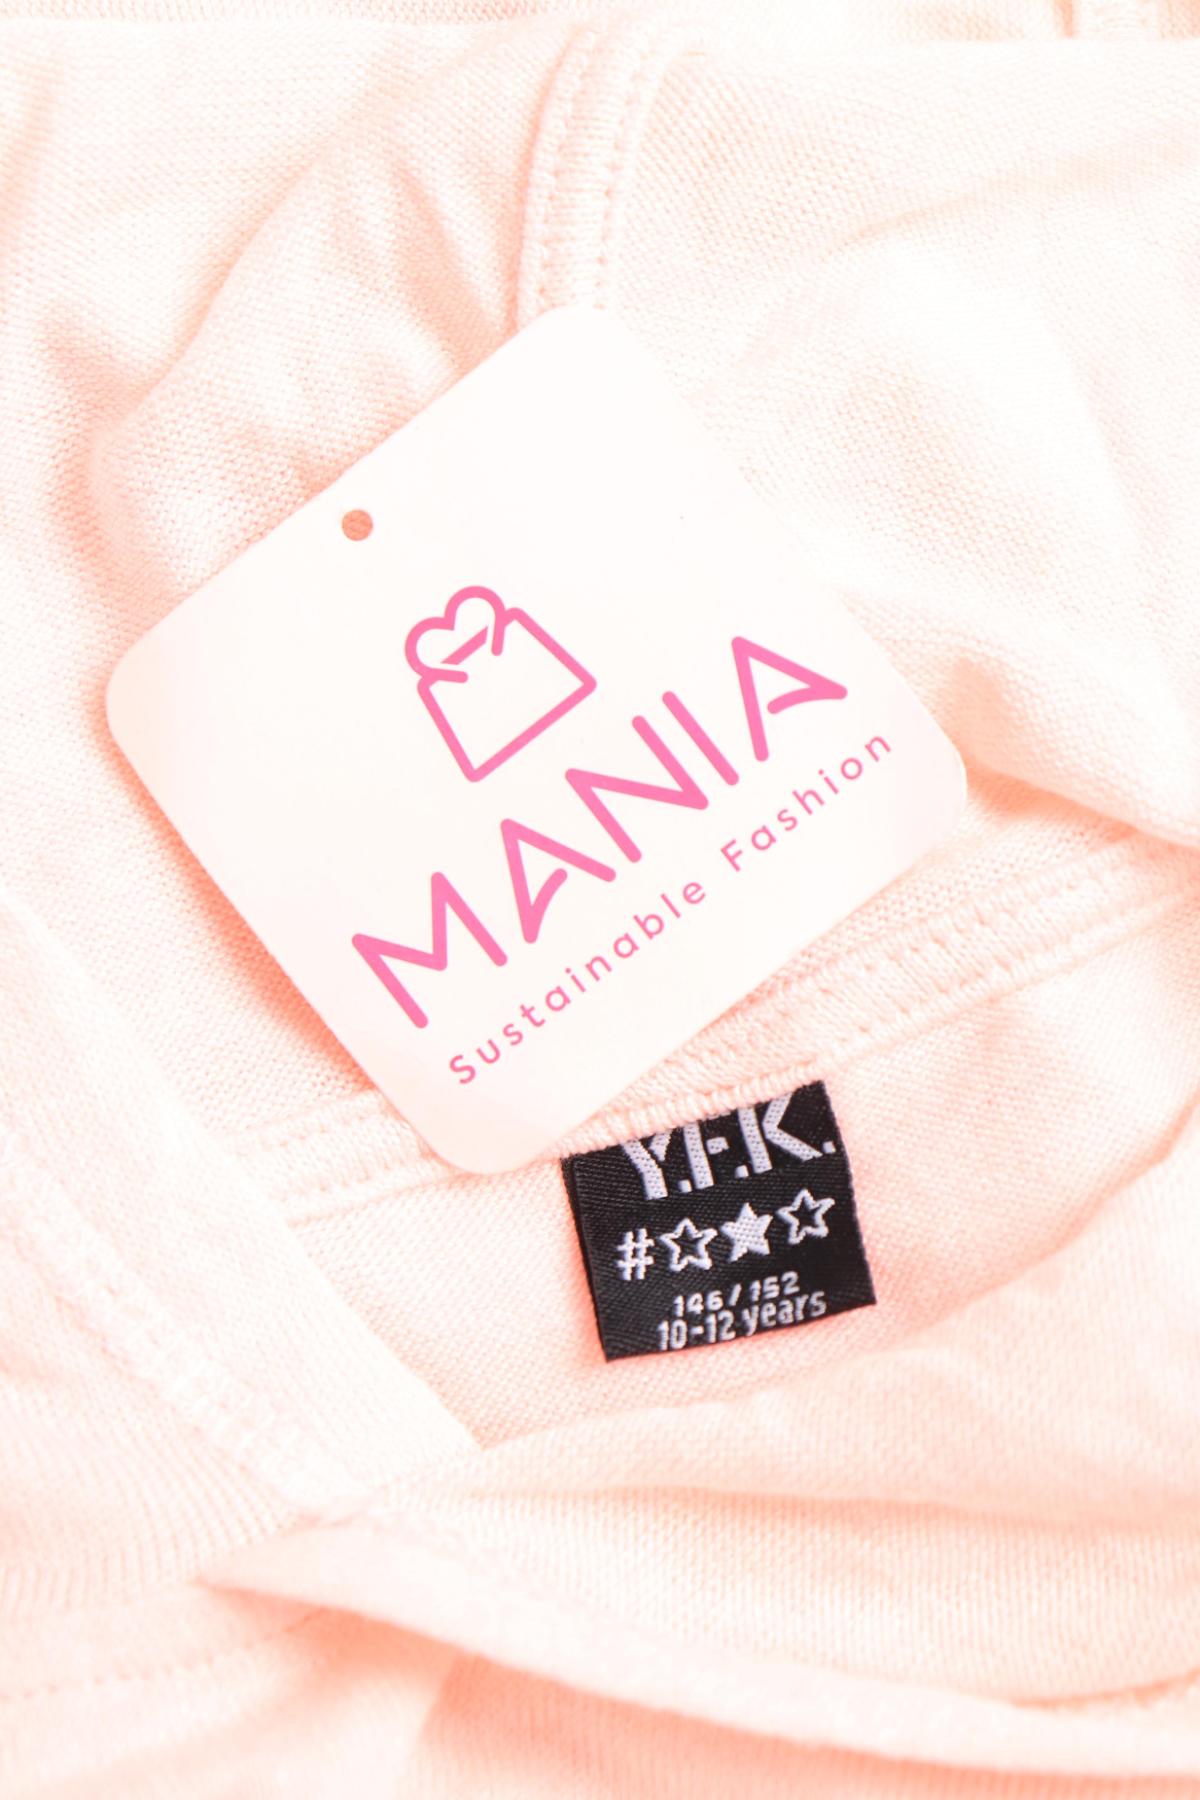 MANIA
Sustainable Fashion
Y.F.K.
#☆★☆
146/152
10-12 years